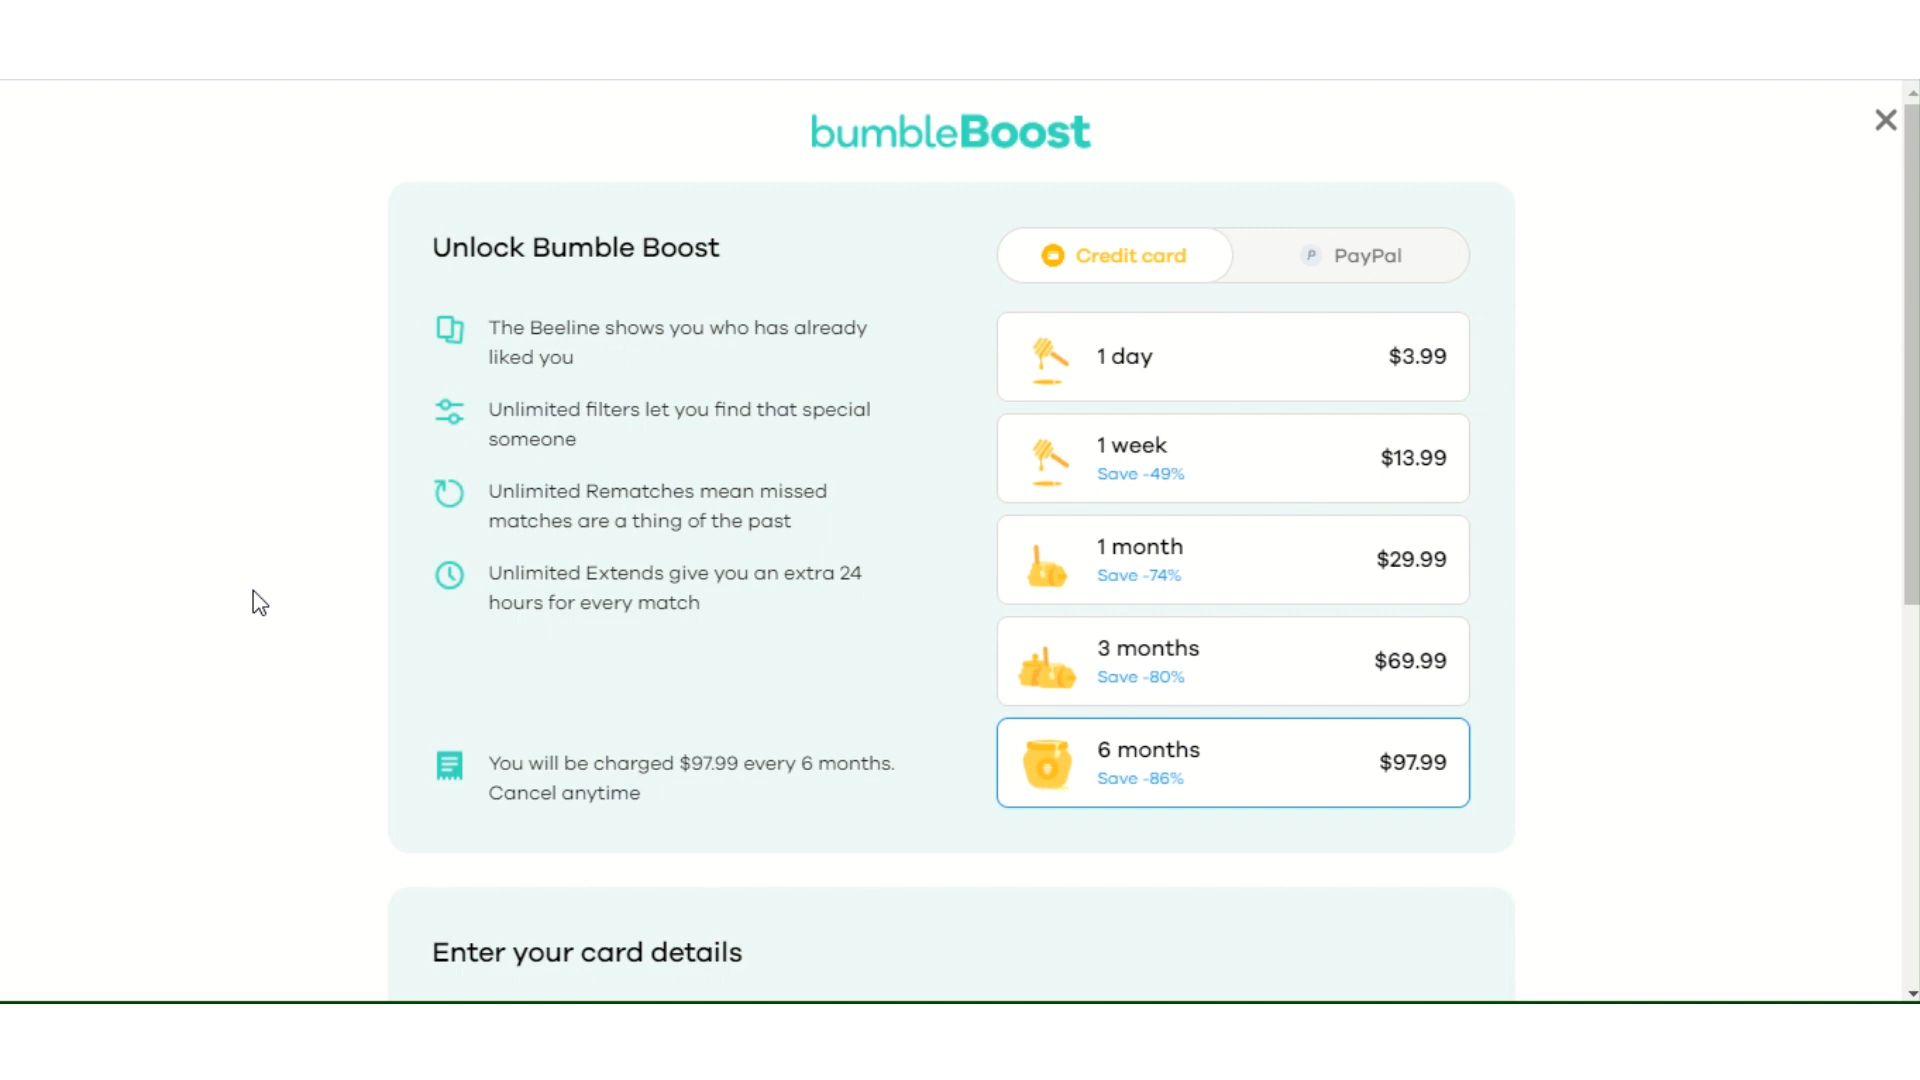 bumbleBoost
Unlock Bumble Boost
The Beeline shows you who has already
liked you
Unlimited filters let you find that special
someone
Unlimited Rematches mean missed
matches are a thing of the past
Unlimited Extends give you an extra 24
hours for every match
You will be charged $97.99 every 6 months.
Cancel anytime
Credit card
P PayPal
1 day $3.99
1 week
Save -49%
$13.99
1 month
Save -74%
$29.99
3 months
Save -80%
$69.99
6 months
Save -86%
$97.99
Enter your card details